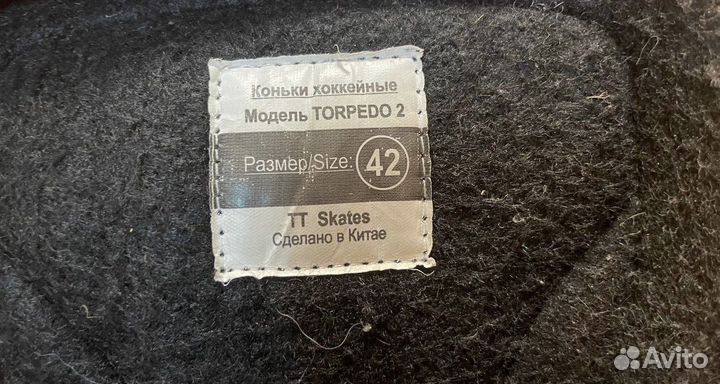 Коньки хоккейные
Модель TORPEDO 2
Размер/Size: 42
TT Skates
Сделано в Китае
Avito